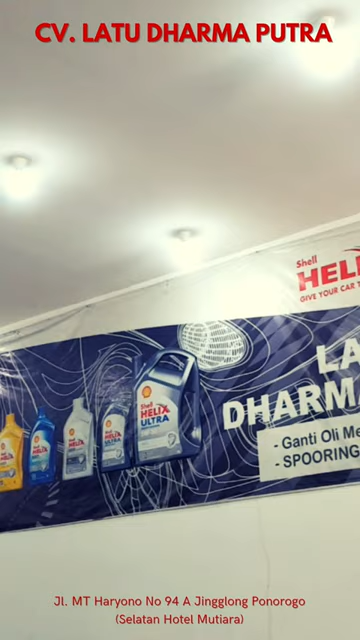 CV. LATU DHARMA PUTRA
Shell
HELI
GIVE YOUR CAR T
LA
DHARMA
- Ganti Oli Me
- SPOORING
Shell
HELIX
ULTRA
HELIX
Jl. MT Haryono No 94 A Jingglong Ponorogo
(Selatan Hotel Mutiara)